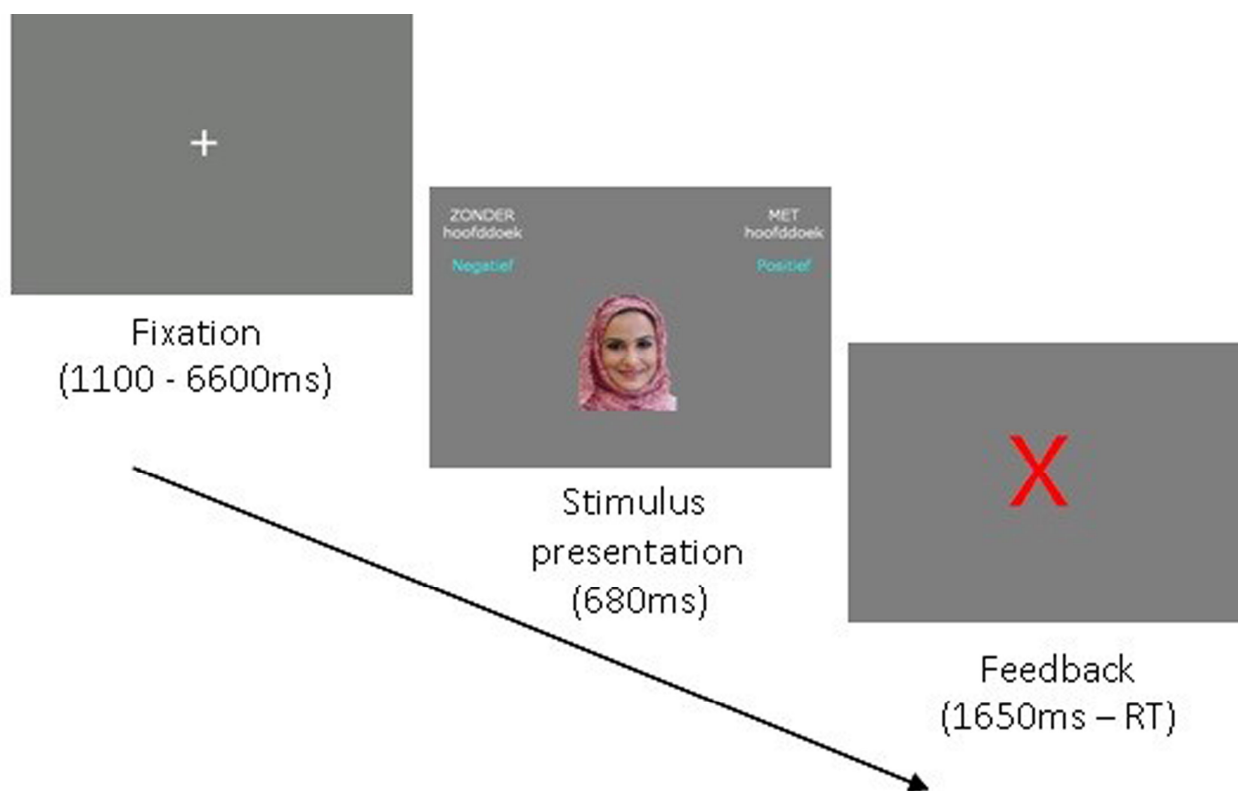 +
Fixation
(1100 - 6600ms)
ZONDER
hoofddoek
Negatief
MET
hoofddoek
Positief
Stimulus
presentation
(680ms)
X
Feedback
(1650ms – RT)